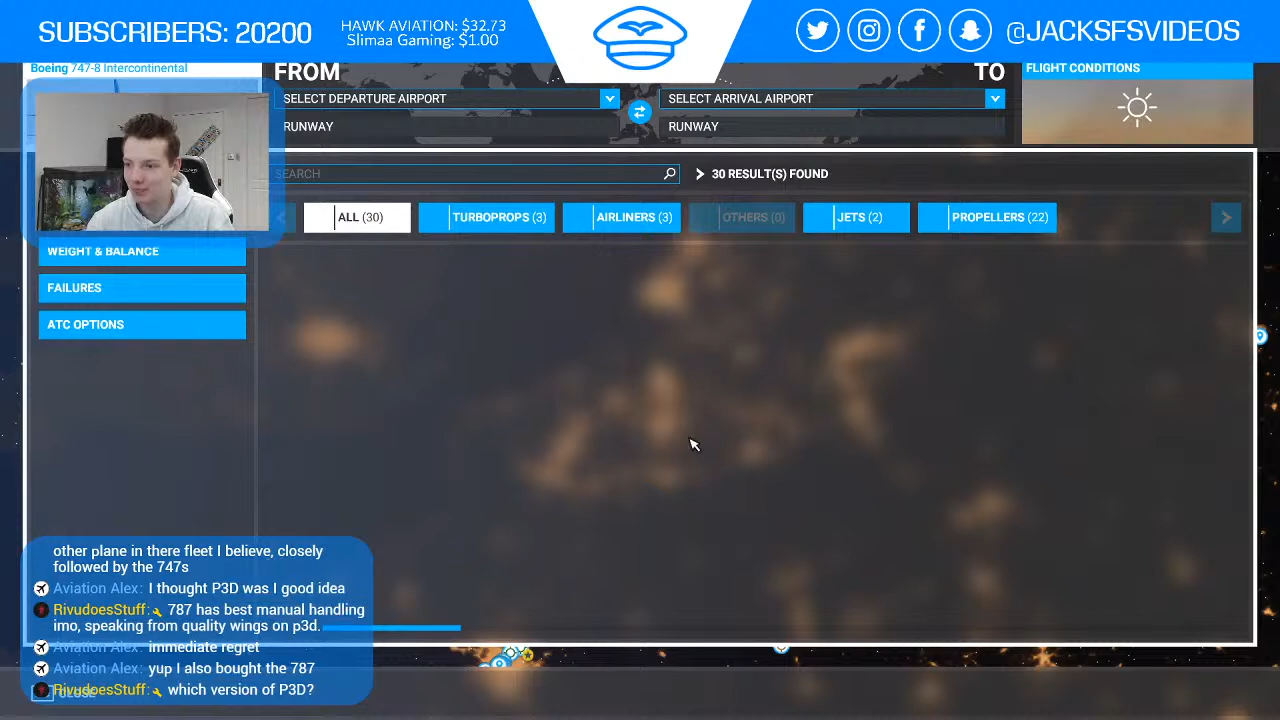 SUBSCRIBERS: 20200
HAWK AVIATION: $32.73
Slimaa Gaming: $1.00
@JACKSFSVIDEOS
Boeing 747-8 Intercontinental
FROM
TO
FLIGHT CONDITIONS
SELECT DEPARTURE AIRPORT
SELECT ARRIVAL AIRPORT
RUNWAY
RUNWAY
SEARCH
30 RESULT(S) FOUND
ALL (30)
TURBOPROPS (3)
AIRLINERS (3)
OTHERS (0)
JETS (2)
PROPELLERS (22)
WEIGHT & BALANCE
FAILURES
ATC OPTIONS
other plane in there fleet I believe, closely
followed by the 747s
Aviation Alex: I thought P3D was I good idea
RivudoesStuff: 787 has best manual handling
imo, speaking from quality wings on p3d.
Aviation Alex: immediate regret
Aviation Alex: yup I also bought the 787
RivudoesStuff: which version of P3D?
CLOSE